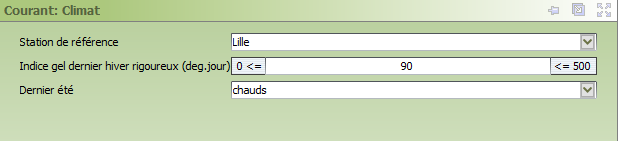 Courant: Climat
Station de référence Lille
Indice gel dernier hiver rigoureux (deg.jour) 0 <= 90 <= 500
Dernier été chauds